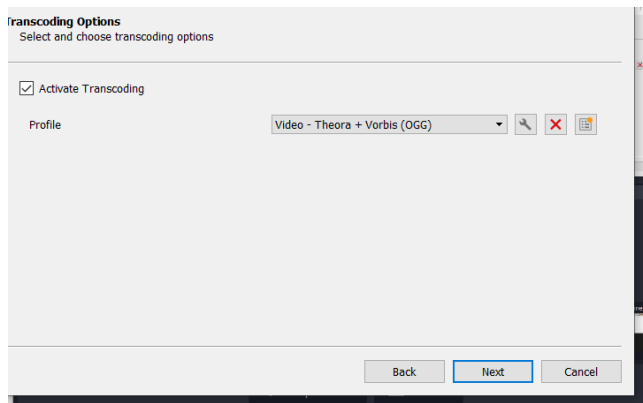 Transcoding Options
Select and choose transcoding options
Activate Transcoding
Profile
Video - Theora + Vorbis (OGG)
Back
Next
Cancel